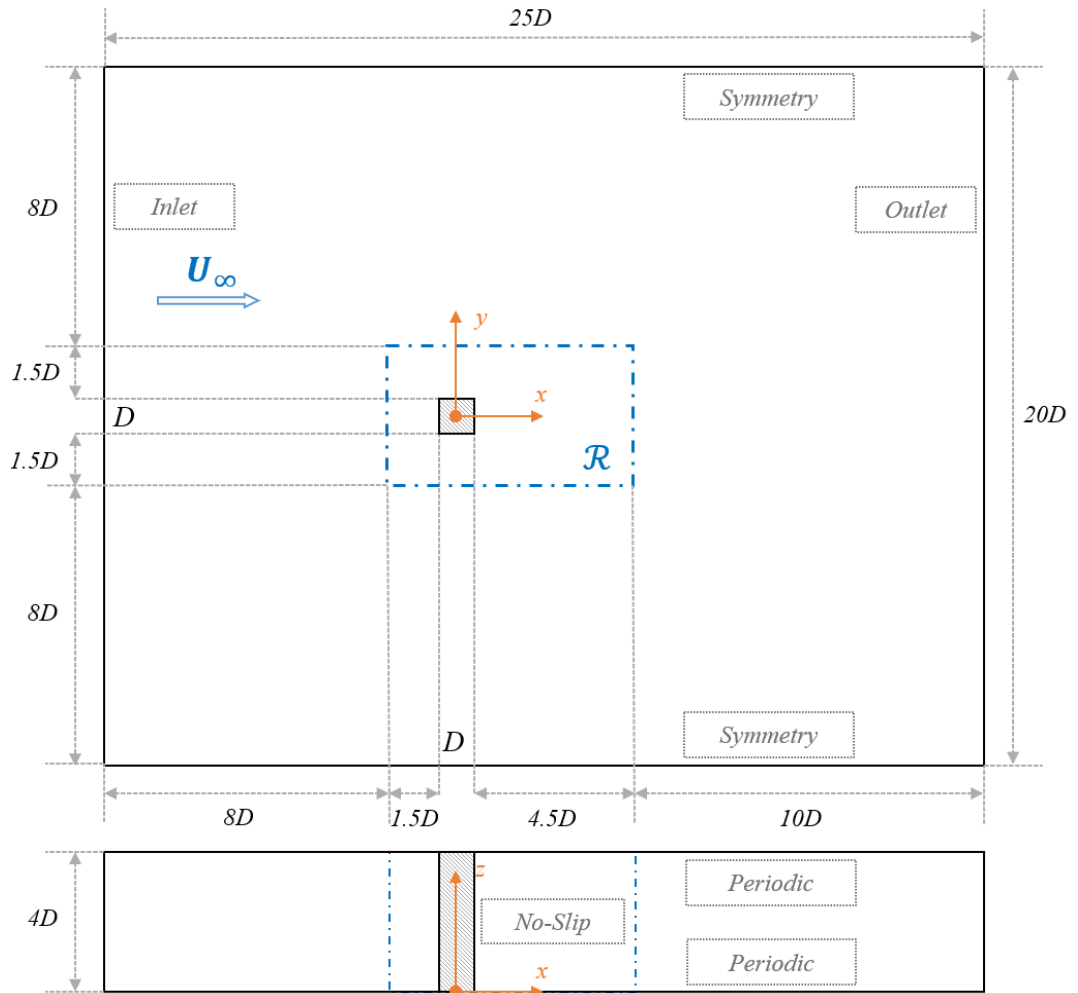 25D
Symmetry
8D
Inlet
Outlet
U∞
y
1.5D
x
D
20D
1.5D
ℛ
8D
Symmetry
D
8D
1.5D
4.5D
10D
z
Periodic
4D
No-Slip
Periodic
x